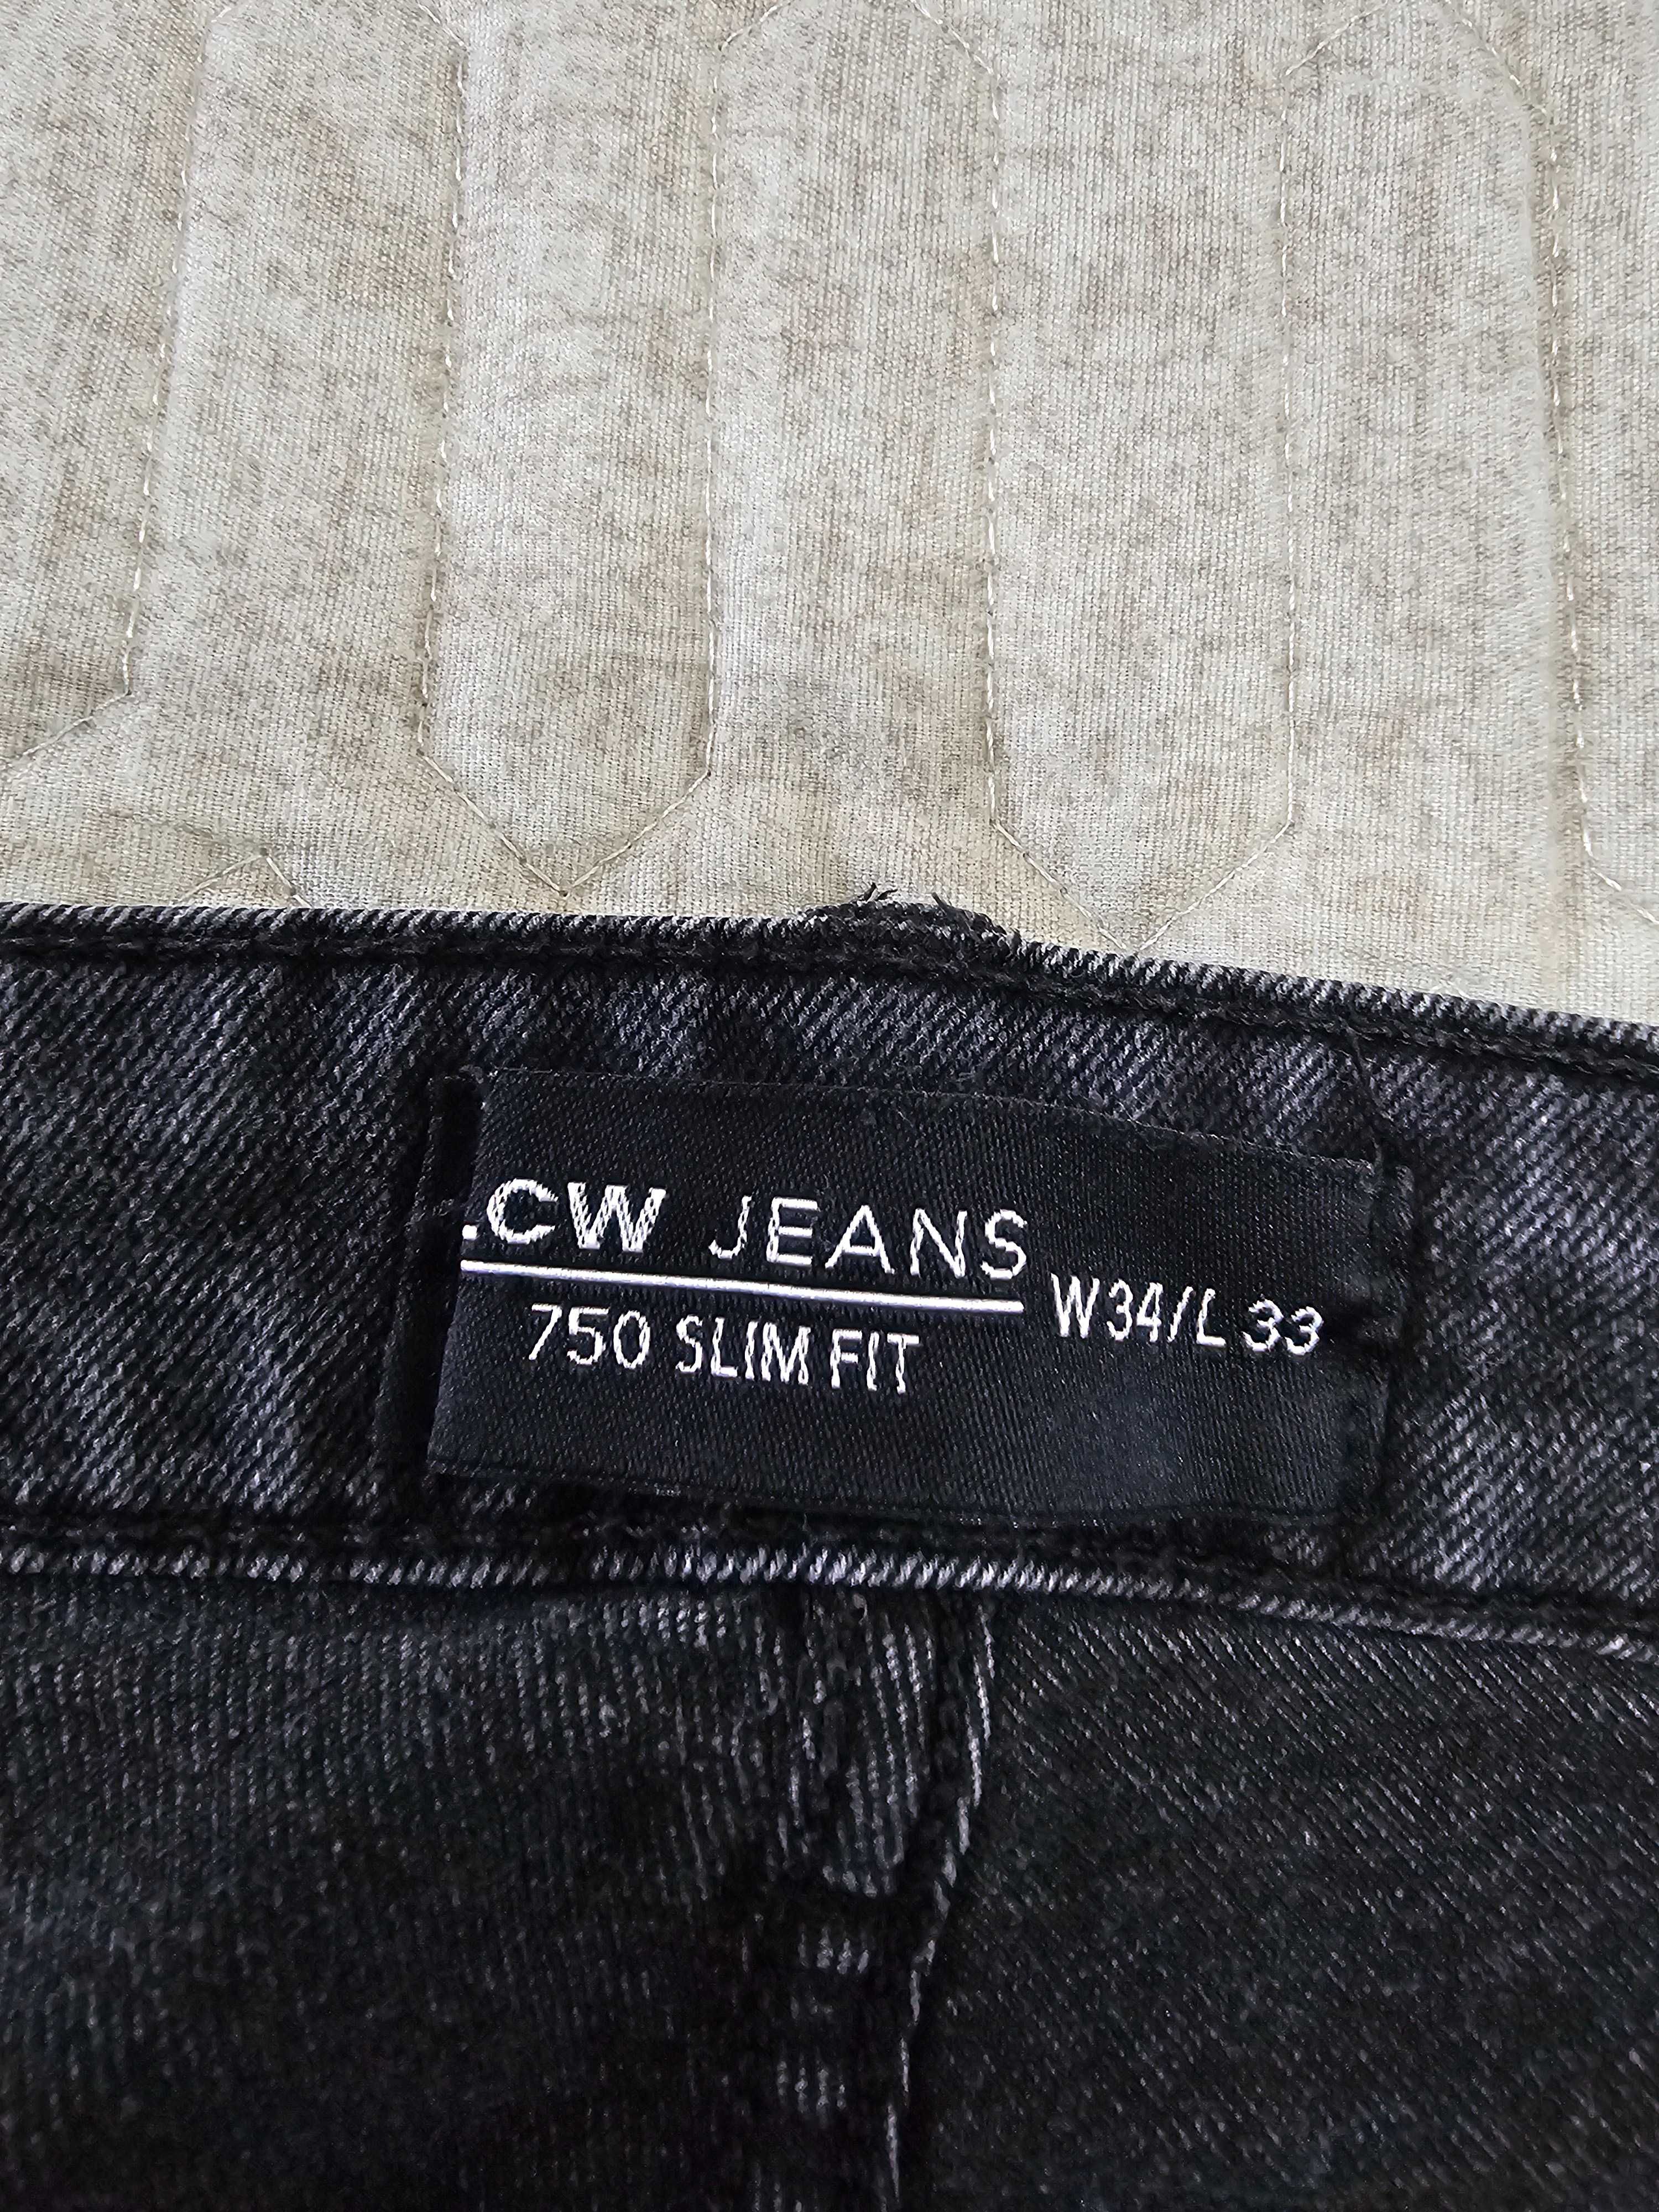 .CW JEANS
750 SLIM FIT
W34/L 33